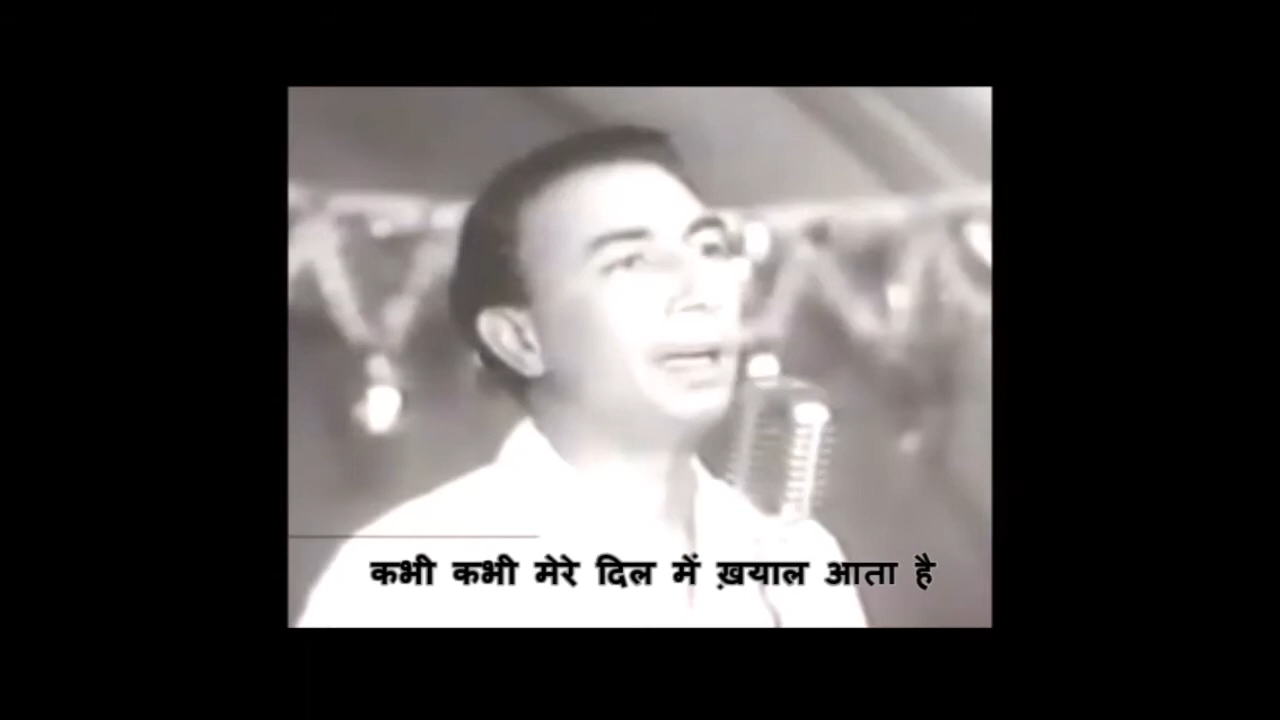 कभी कभी मेरे दिल में ख़याल आता है